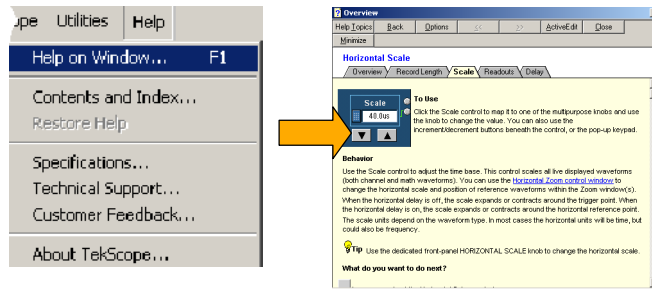 ope Utilities Help
Help on Window... F1
Contents and Index...
Restore Help
Specifications...
Technical Support...
Customer Feedback...
About TekScope...
Overview
Help Topics Back Options << >> ActiveEdit Close
Minimize
Horizontal Scale
Overview Record Length Scale Readouts Delay
Scale
40.0us
To Use
Click the Scale control to map it to one of the multipurpose knobs and use
the knob to change the value. You can also use the
increment/decrement buttons beneath the control, or the pop-up keypad.
Behavior
Use the Scale control to adjust the time base. This control scales all live displayed waveforms
(both channel and math waveforms). You can use the Horizontal Zoom control window to
change the horizontal scale and position of reference waveforms within the Zoom window(s).
When the horizontal delay is off, the scale expands or contracts around the trigger point. When
the horizontal delay is on, the scale expands or contracts around the horizontal reference point.
The scale units depend on the waveform type. In most cases the horizontal units will be time, but
could also be frequency.
Tip Use the dedicated front-panel HORIZONTAL SCALE knob to change the horizontal scale.
What do you want to do next?